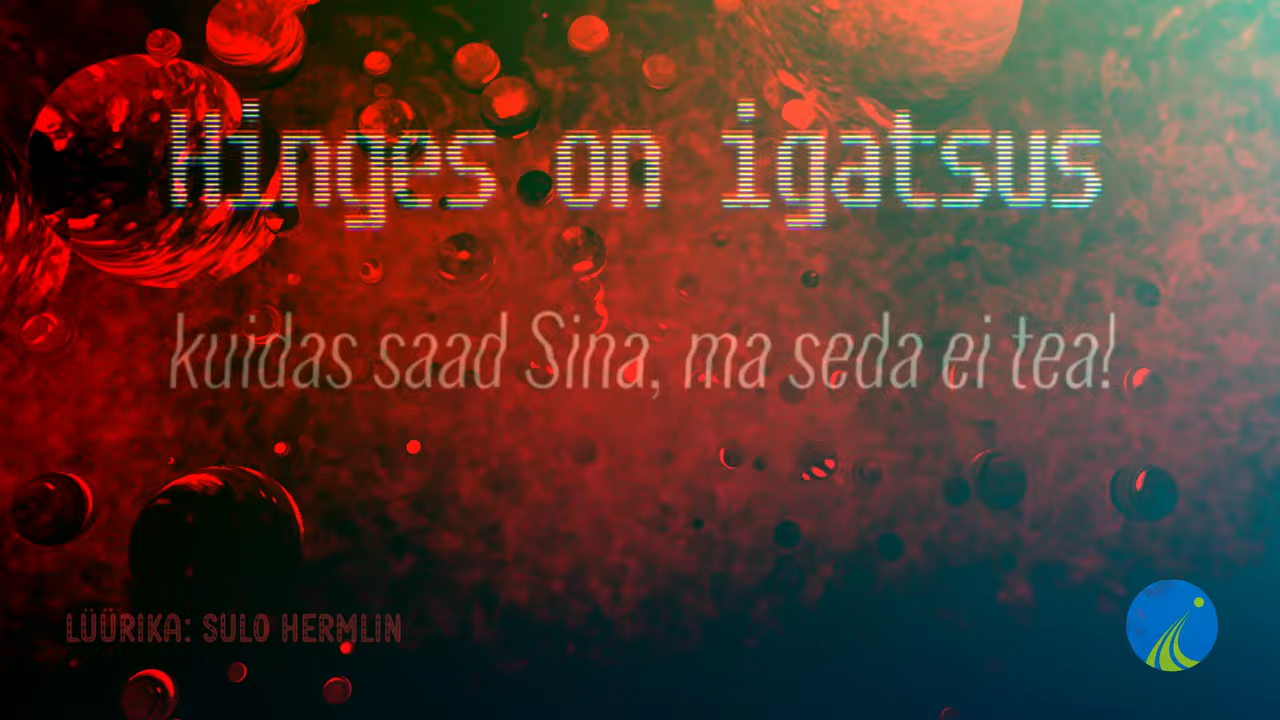 Hinges on igatsus
kuidas saad Sina, ma seda ei tea!
LÜÜRIKA: SULO HERMLIN